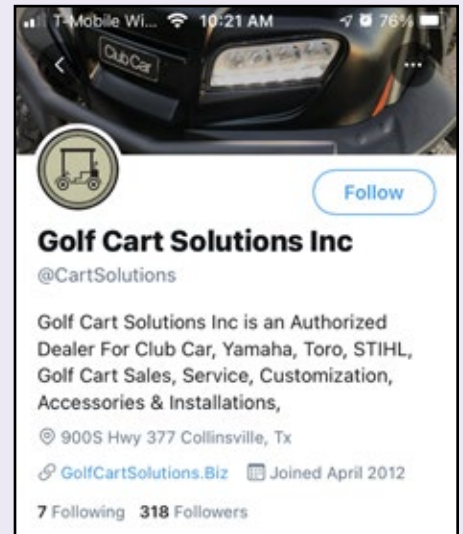 T-Mobile Wi... 10:21 AM 76%
Club Car
Follow
Golf Cart Solutions Inc
@CartSolutions
Golf Cart Solutions Inc is an Authorized
Dealer For Club Car, Yamaha, Toro, STIHL,
Golf Cart Sales, Service, Customization,
Accessories & Installations,
900S Hwy 377 Collinsville, Tx
GolfCartSolutions.Biz Joined April 2012
7 Following 318 Followers